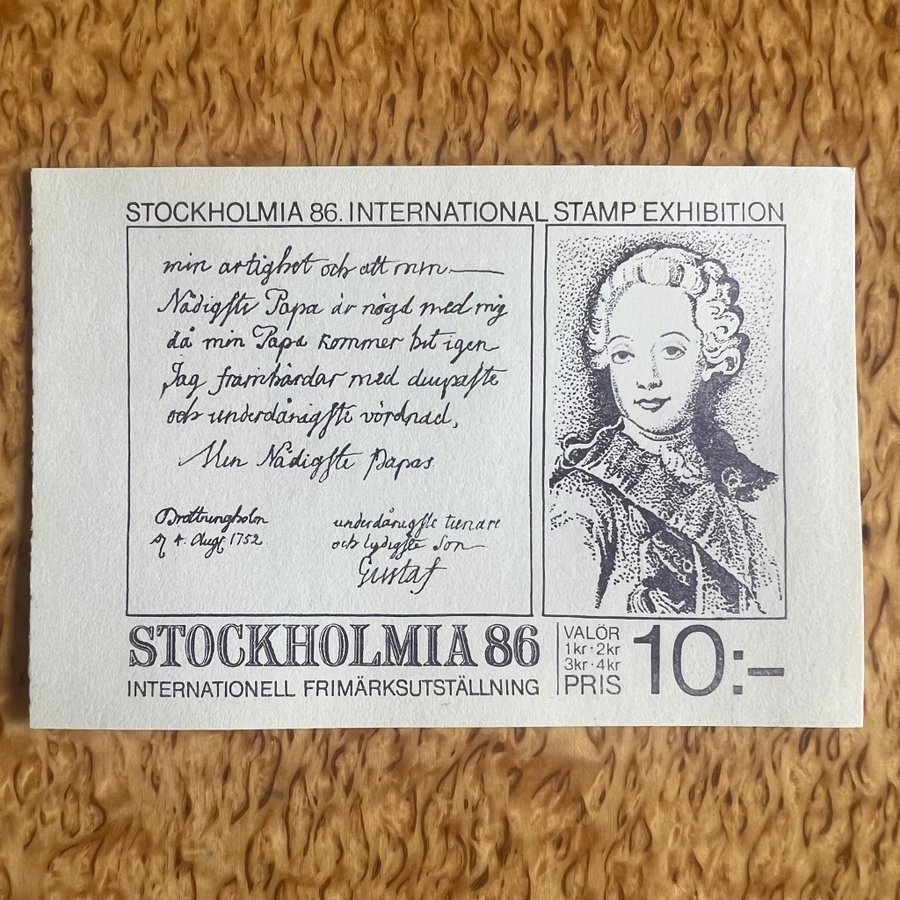 STOCKHOLMIA 86. INTERNATIONAL STAMP EXHIBITION
min artighet och att min
Nådigste Papa är nögd med mig
då min Papa kommer hit igen
Jag framhärdar med diupaste
och underdånigste vördnad,
Min Nådigste Papas
Drottningholm
4. Aug. 1752
underdånigste tienare
och lydigste Son
Gustaf
STOCKHOLMIA 86
INTERNATIONELL FRIMÄRKSUTSTÄLLNING
VALÖR
1kr·2kr
3kr·4kr
PRIS
10:-